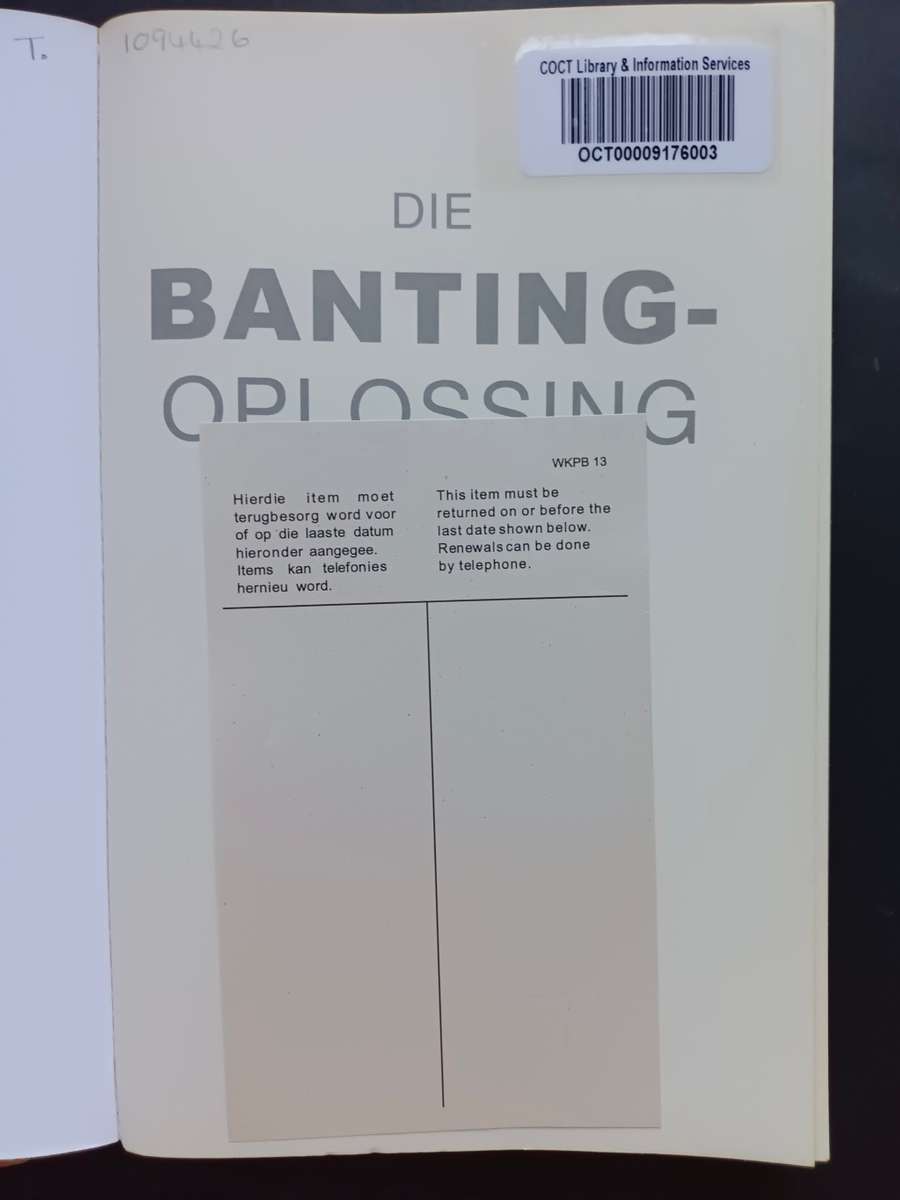 T.
1094426
COCT Library & Information Services
OCT00009176003
DIE
BANTING-
OPLOSSING
WKPB 13
Hierdie item moet
terugbesorg word voor
of op die laaste datum
hieronder aangegee.
Items kan telefonies
hernieu word.
This item must be
returned on or before the
last date shown below.
Renewals can be done
by telephone.